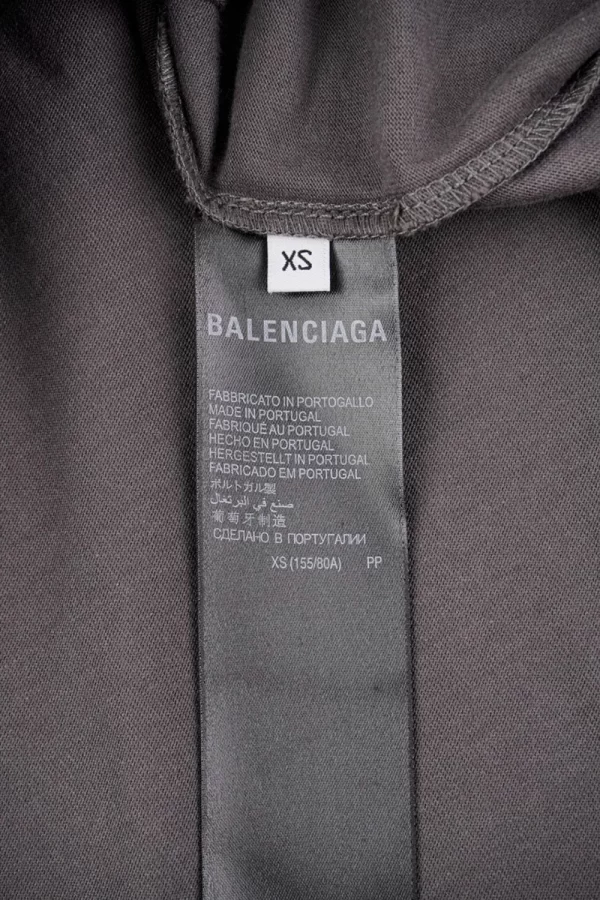 XS
BALENCIAGA
FABBRICATO IN PORTOGALLO
MADE IN PORTUGAL
FABRIQUÉ AU PORTUGAL
HECHO EN PORTUGAL
HERGESTELLT IN PORTUGAL
FABRICADO EM PORTUGAL
ポルトガル製
صنع في البرتغال
葡萄牙制造
СДЕЛАНО В ПОРТУГАЛИИ
XS (155/80A) PP